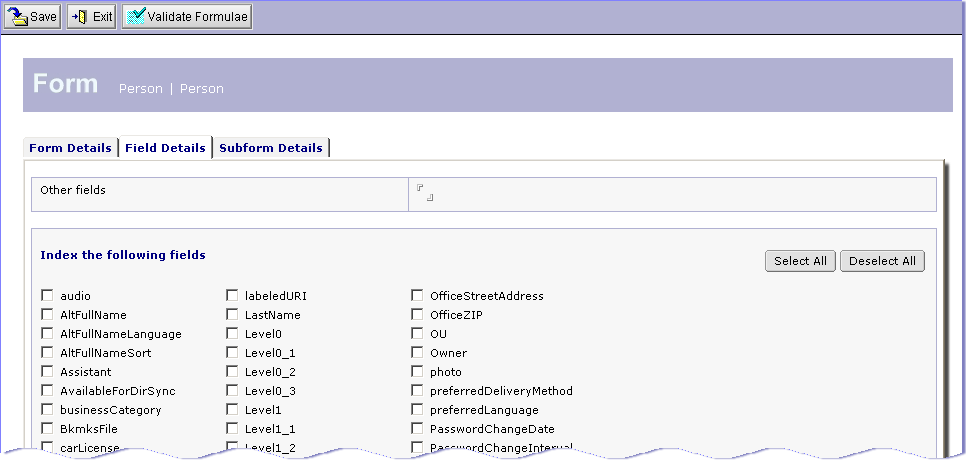 Save Exit Validate Formulae
Form Person | Person
Form Details Field Details Subform Details
Other fields
Index the following fields
Select All Deselect All
audio labeledURI OfficeStreetAddress
AltFullName LastName OfficeZIP
AltFullNameLanguage Level0 OU
AltFullNameSort Level0_1 Owner
Assistant Level0_2 photo
AvailableForDirSync Level0_3 preferredDeliveryMethod
businessCategory Level1 preferredLanguage
BkmksFile Level1_1 PasswordChangeDate
carLicense Level1_2 PasswordChangeInterval